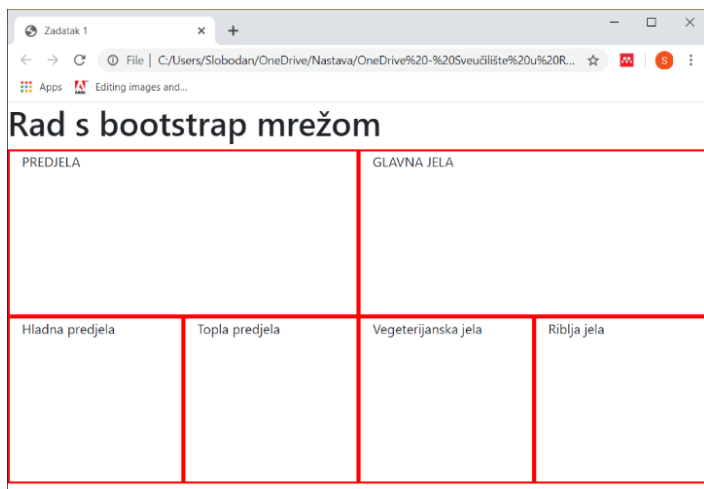 Zadatak 1
File | C:/Users/Slobodan/OneDrive/Nastava/OneDrive%20-%20Sveučilište%20u%20R...
S
Apps Editing images and...
Rad s bootstrap mrežom
PREDJELA GLAVNA JELA
Hladna predjela Topla predjela Vegeterijanska jela Riblja jela